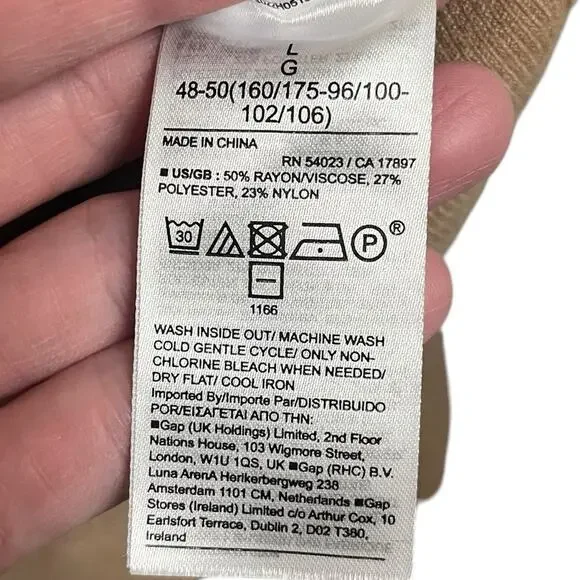 L
G
48-50(160/175-96/100-
102/106)
MADE IN CHINA
RN 54023 / CA 17897
■ US/GB : 50% RAYON/VISCOSE, 27%
POLYESTER, 23% NYLON
30
P®
1166
WASH INSIDE OUT/ MACHINE WASH
COLD GENTLE CYCLE/ ONLY NON-
CHLORINE BLEACH WHEN NEEDED/
DRY FLAT/ COOL IRON
Imported By/Importe Par/DISTRIBUIDO
POR/ΕΙΣΑΓΕΤΑΙ ΑΠΟ ΤΗΝ:
■Gap (UK Holdings) Limited, 2nd Floor
Nations House, 103 Wigmore Street,
London, W1U 1QS, UK ■Gap (RHC) B.V.
Luna ArenA Herikerbergweg 238
Amsterdam 1101 CM, Netherlands ■Gap
Stores (Ireland) Limited c/o Arthur Cox, 10
Earlsfort Terrace, Dublin 2, D02 T380,
Ireland